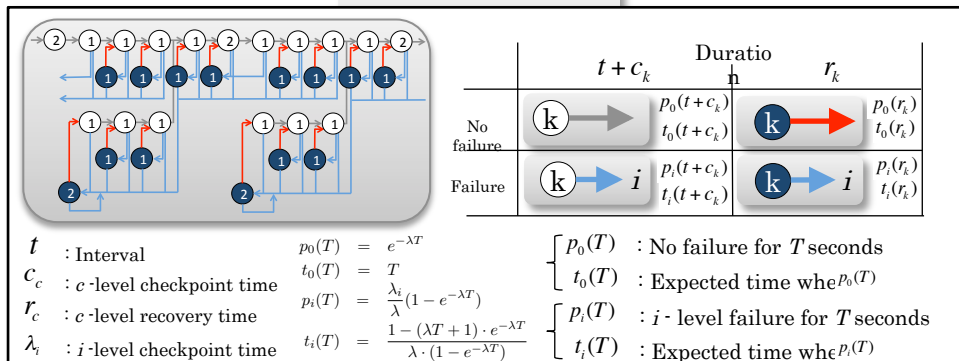 2 1 1 1 1 2 1 1 1 1 2
1 1 1 1 1 1 1 1
1 1 1 1 1 1
1 1 1 1
2 2
Duratio
n
t + c_k
r_k
No
failure
k
p_0(t + c_k)
t_0(t + c_k)
k
p_0(r_k)
t_0(r_k)
Failure
k i
p_i(t + c_k)
t_i(t + c_k)
k i
p_i(r_k)
t_i(r_k)
t : Interval
c_c : c -level checkpoint time
r_c : c -level recovery time
λ_i : i -level checkpoint time
p_0(T) = e^{-λT}
t_0(T) = T
p_i(T) = \frac{λ_i}{λ}(1 - e^{-λT})
t_i(T) = \frac{1 - (λT + 1) · e^{-λT}}{λ · (1 - e^{-λT})}
p_0(T) : No failure for T seconds
t_0(T) : Expected time whe p_0(T)
p_i(T) : i - level failure for T seconds
t_i(T) : Expected time whe p_i(T)